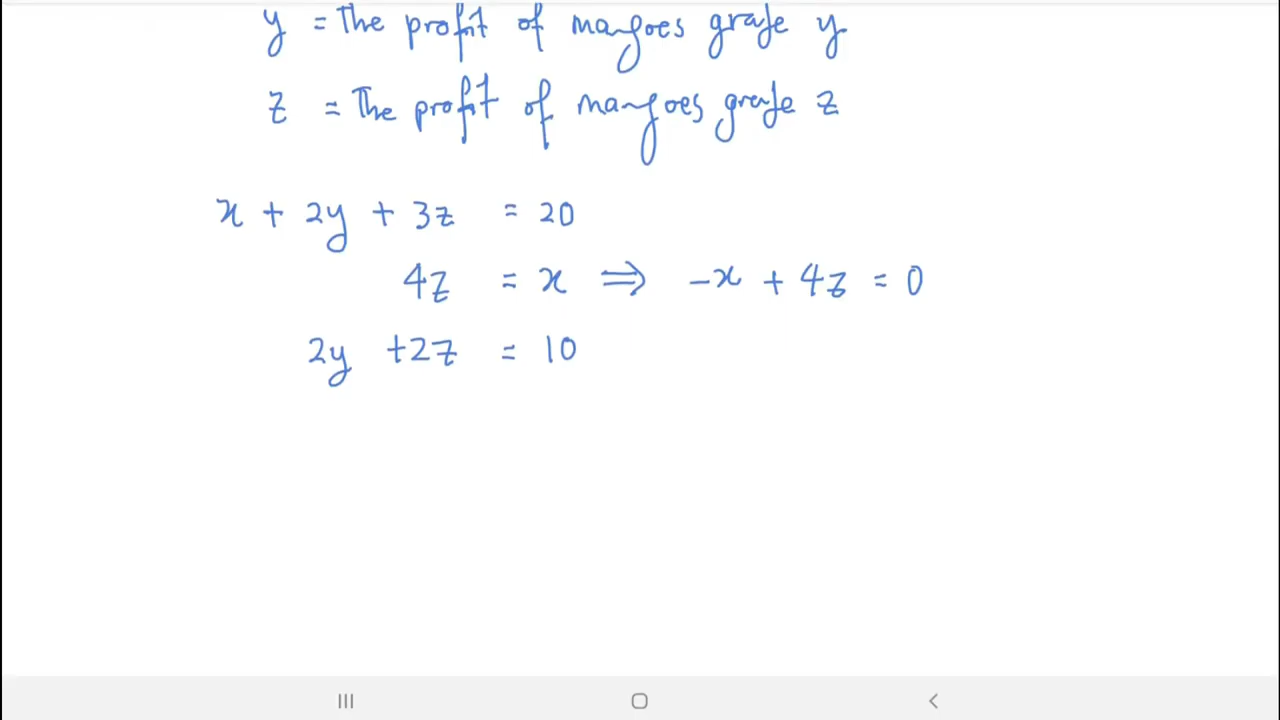 y = The profit of mangoes grade y
z = The profit of mangoes grade z
x + 2y + 3z = 20
4z = x ⇒ -x + 4z = 0
2y +2z = 10